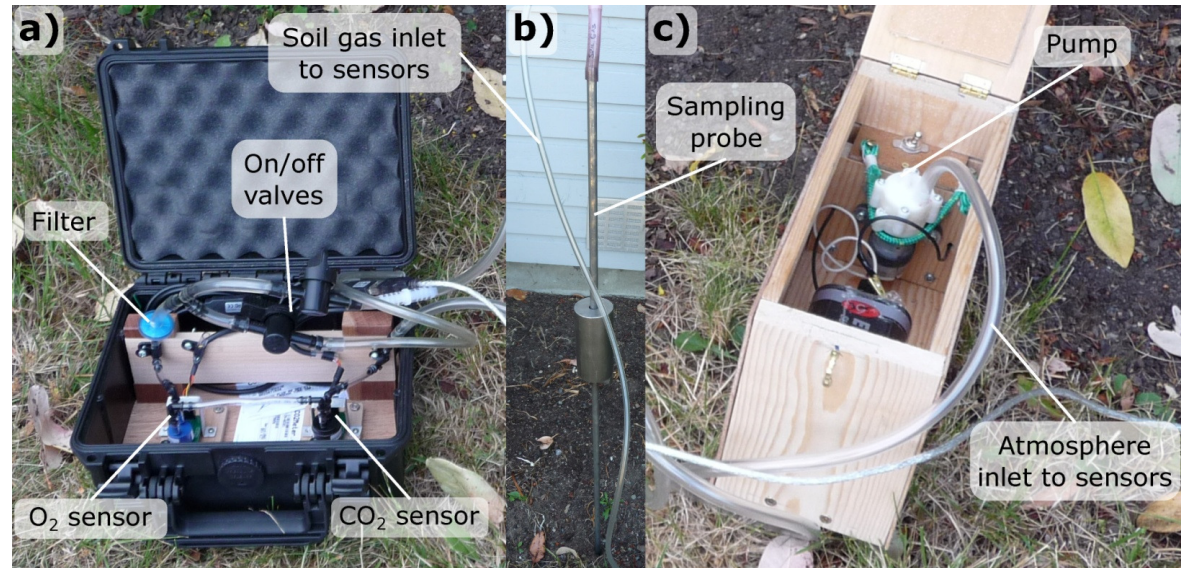 a)
Filter
On/off
valves
O₂ sensor
CO₂ sensor
b)
Soil gas inlet
to sensors
Sampling
probe
c)
Pump
Atmosphere
inlet to sensors